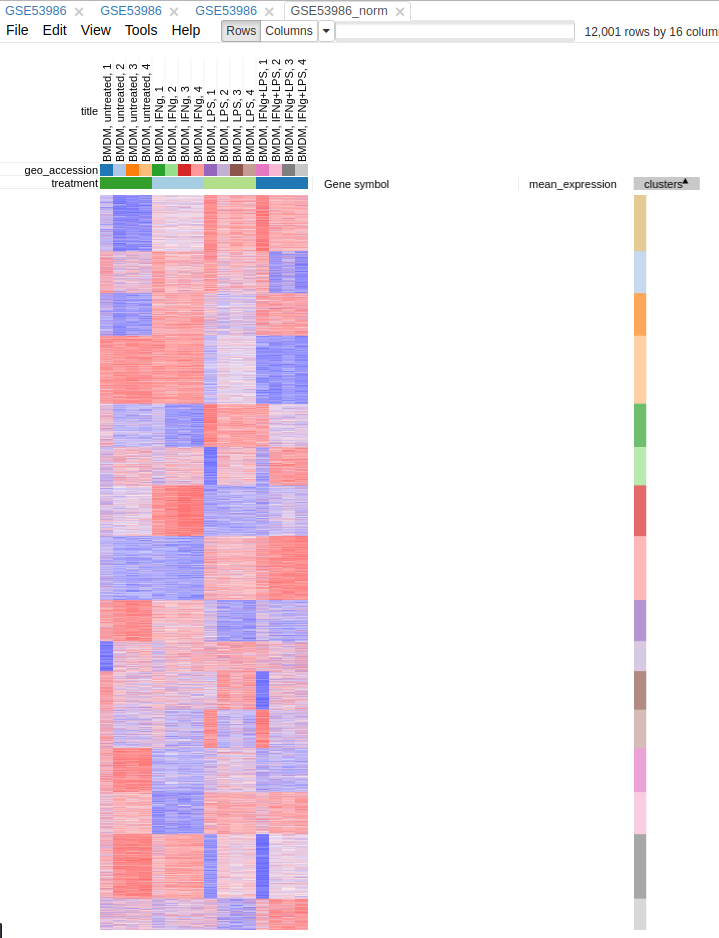 GSE53986 × GSE53986 × GSE53986 × GSE53986_norm ×
File Edit View Tools Help Rows Columns 12,001 rows by 16 colum
title
BMDM, untreated, 1
BMDM, untreated, 2
BMDM, untreated, 3
BMDM, untreated, 4
BMDM, IFNg, 1
BMDM, IFNg, 2
BMDM, IFNg, 3
BMDM, IFNg, 4
BMDM, LPS, 1
BMDM, LPS, 2
BMDM, LPS, 3
BMDM, LPS, 4
BMDM, IFNg+LPS, 1
BMDM, IFNg+LPS, 2
BMDM, IFNg+LPS, 3
BMDM, IFNg+LPS, 4
geo_accession
treatment Gene symbol mean_expression clusters